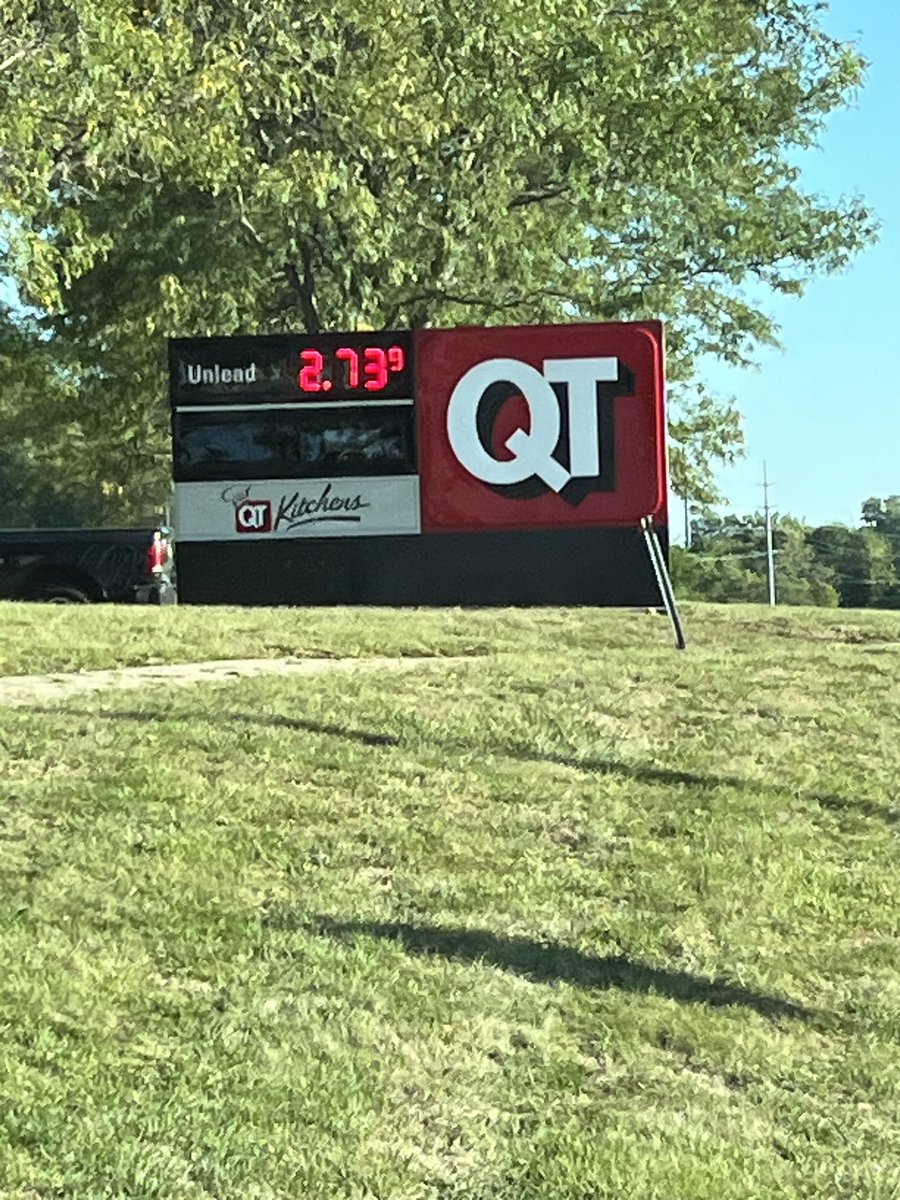 Unlead 2.73⁹
QT
QT Kitchens